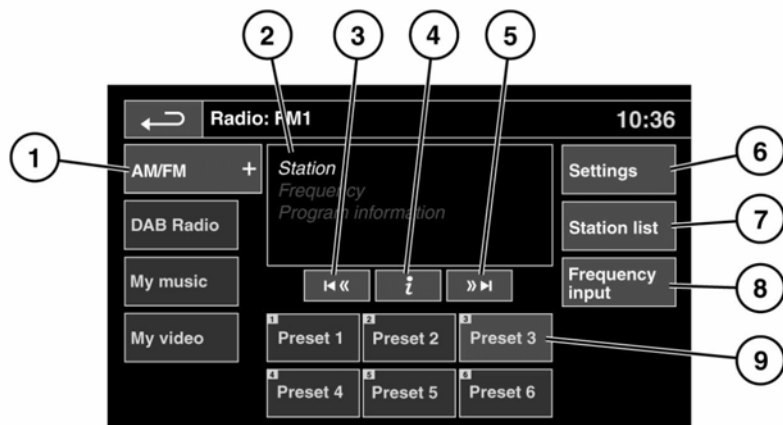 2 3 4 5
Radio: FM1 10:36
1 AM/FM + Station Settings 6
Frequency
Program information
DAB Radio Station list 7
My music i Frequency input 8
My video Preset 1 Preset 2 Preset 3 9
Preset 4 Preset 5 Preset 6